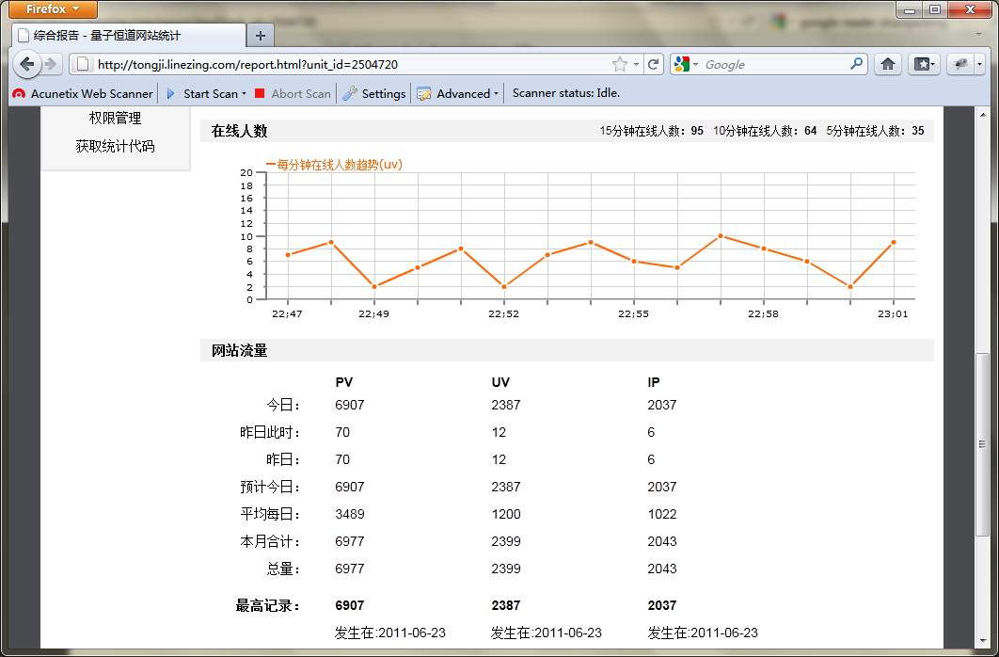 Firefox
综合报告 - 量子恒道网站统计
http://tongji.linezing.com/report.html?unit_id=2504720
Google
Acunetix Web Scanner Start Scan Abort Scan Settings Advanced Scanner status: Idle.
权限管理
获取统计代码
在线人数 15分钟在线人数：95 10分钟在线人数：64 5分钟在线人数：35
每分钟在线人数趋势(uv)
20
18
16
14
12
10
8
6
4
2
0
22;47 22;49 22;52 22;55 22;58 23;01
网站流量
PV UV IP
今日： 6907 2387 2037
昨日此时： 70 12 6
昨日： 70 12 6
预计今日： 6907 2387 2037
平均每日： 3489 1200 1022
本月合计： 6977 2399 2043
总量： 6977 2399 2043
最高记录： 6907 2387 2037
发生在:2011-06-23 发生在:2011-06-23 发生在:2011-06-23